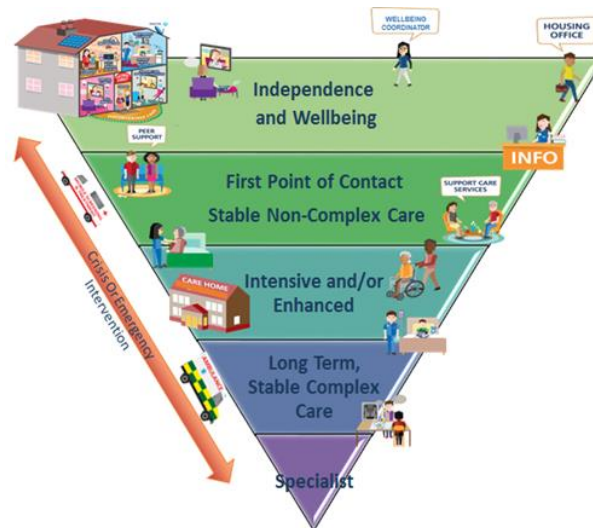 WELLBEING
COORDINATOR
HOUSING
OFFICE
Independence
and Wellbeing
INFO
PEER
SUPPORT
First Point of Contact
Stable Non-Complex Care
SUPPORT CARE
SERVICES
CARE HOME
Intensive and/or
Enhanced
Crisis Or Emergency
Intervention
AMBULANCE
Long Term,
Stable Complex
Care
Specialist